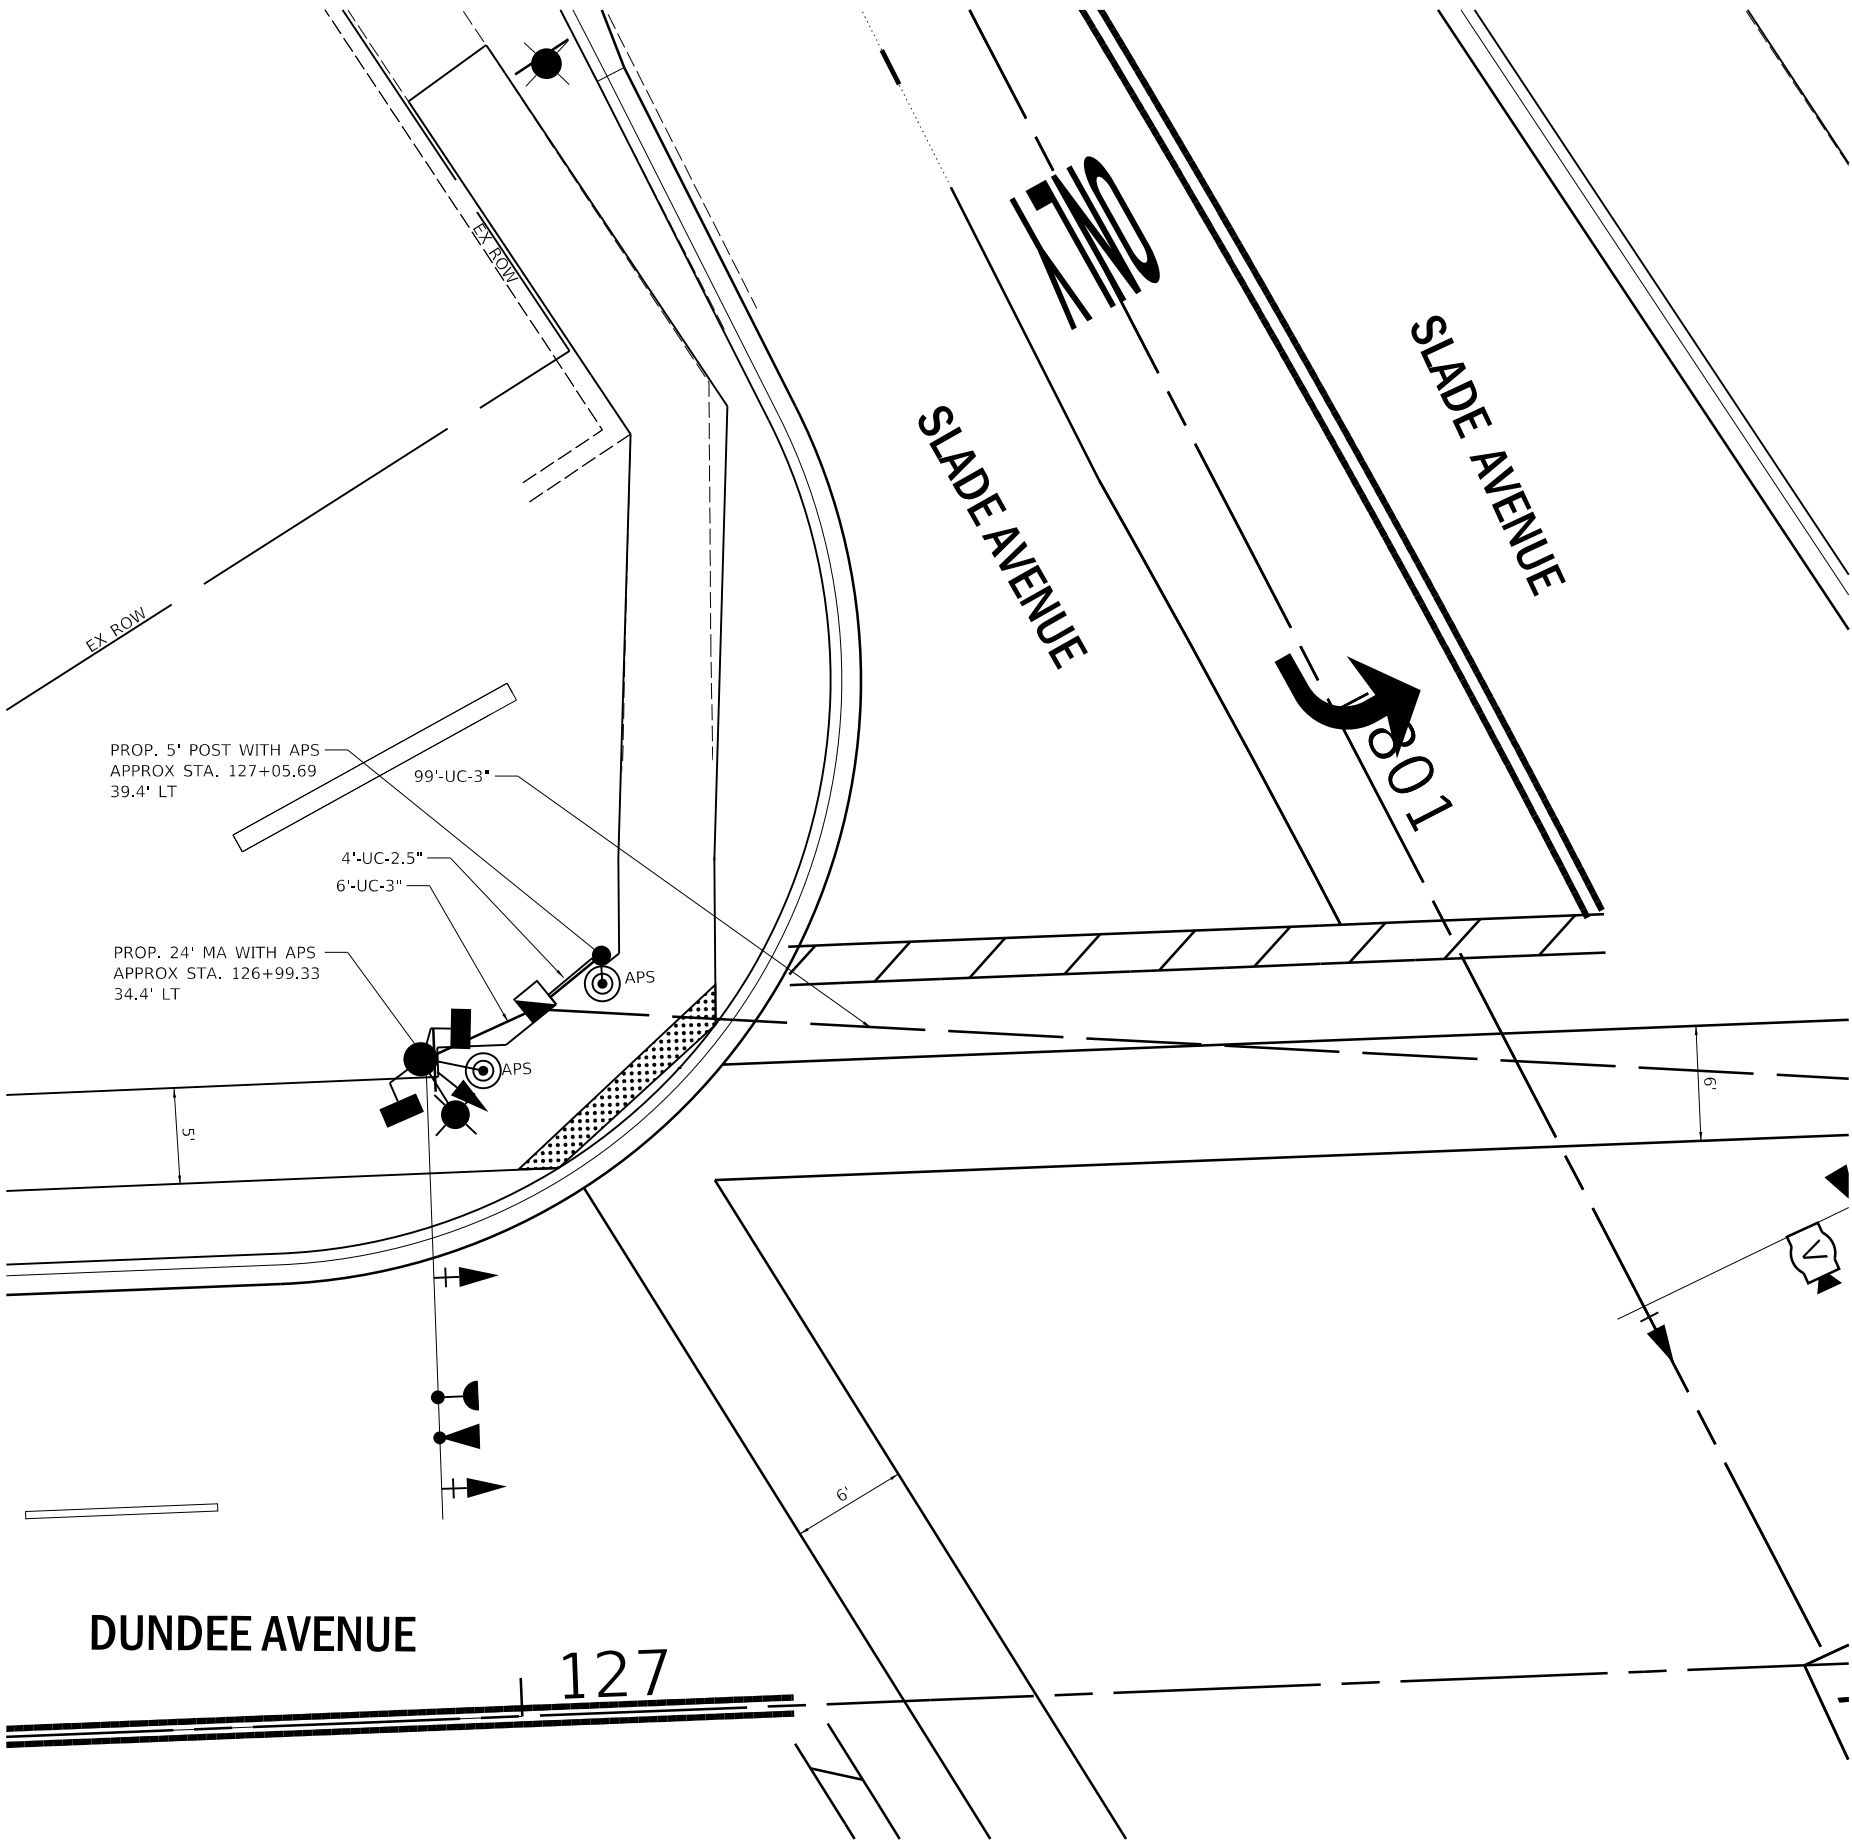 ONLY
EX ROW
SLADE AVENUE
SLADE AVENUE
EX ROW
PROP. 5' POST WITH APS
APPROX STA. 127+05.69
39.4' LT
99'-UC-3"
801
4'-UC-2.5"
6'-UC-3"
PROP. 24' MA WITH APS
APPROX STA. 126+99.33
34.4' LT
APS
APS
6'
5'
V
6'
DUNDEE AVENUE
127